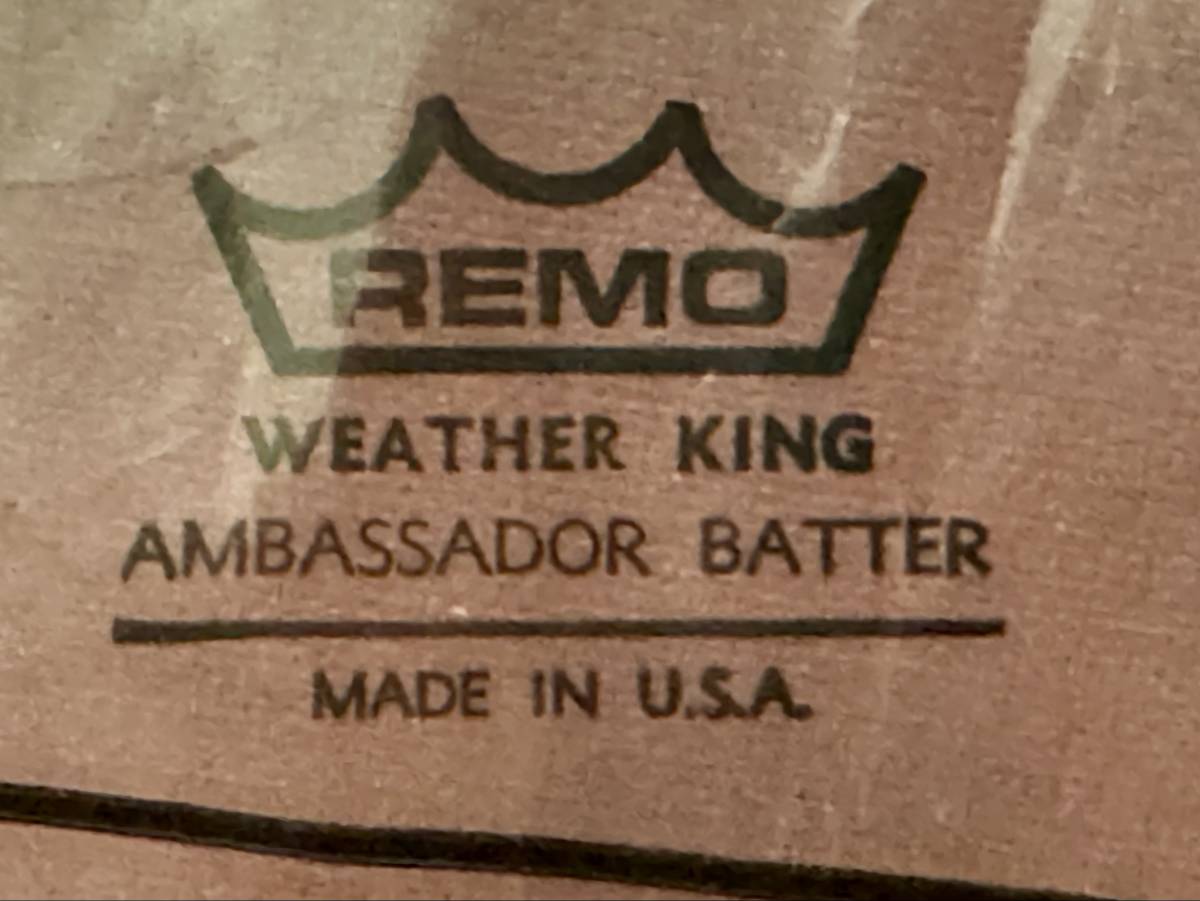 REMO
WEATHER KING
AMBASSADOR BATTER
MADE IN U.S.A.